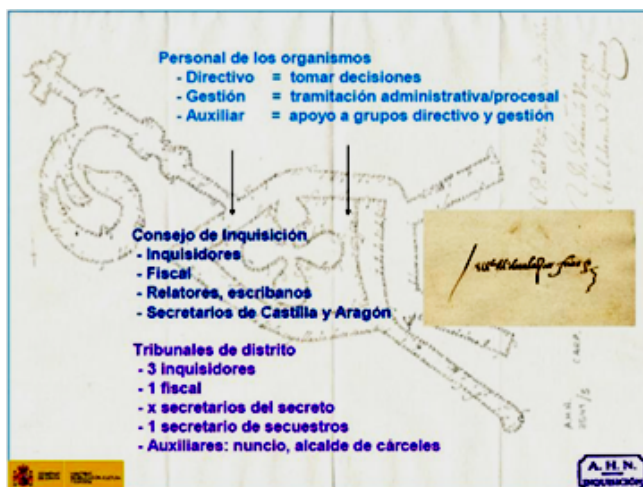 Personal de los organismos
- Directivo = tomar decisiones
- Gestión = tramitación administrativa/procesal
- Auxiliar = apoyo a grupos directivo y gestión
Consejo de Inquisición
- Inquisidores
- Fiscal
- Relatores, escribanos
- Secretarios de Castilla y Aragón
Tribunales de distrito
- 3 inquisidores
- 1 fiscal
- x secretarios del secreto
- 1 secretario de secuestros
- Auxiliares: nuncio, alcalde de cárceles
A. H. N.
INQUISICIÓN